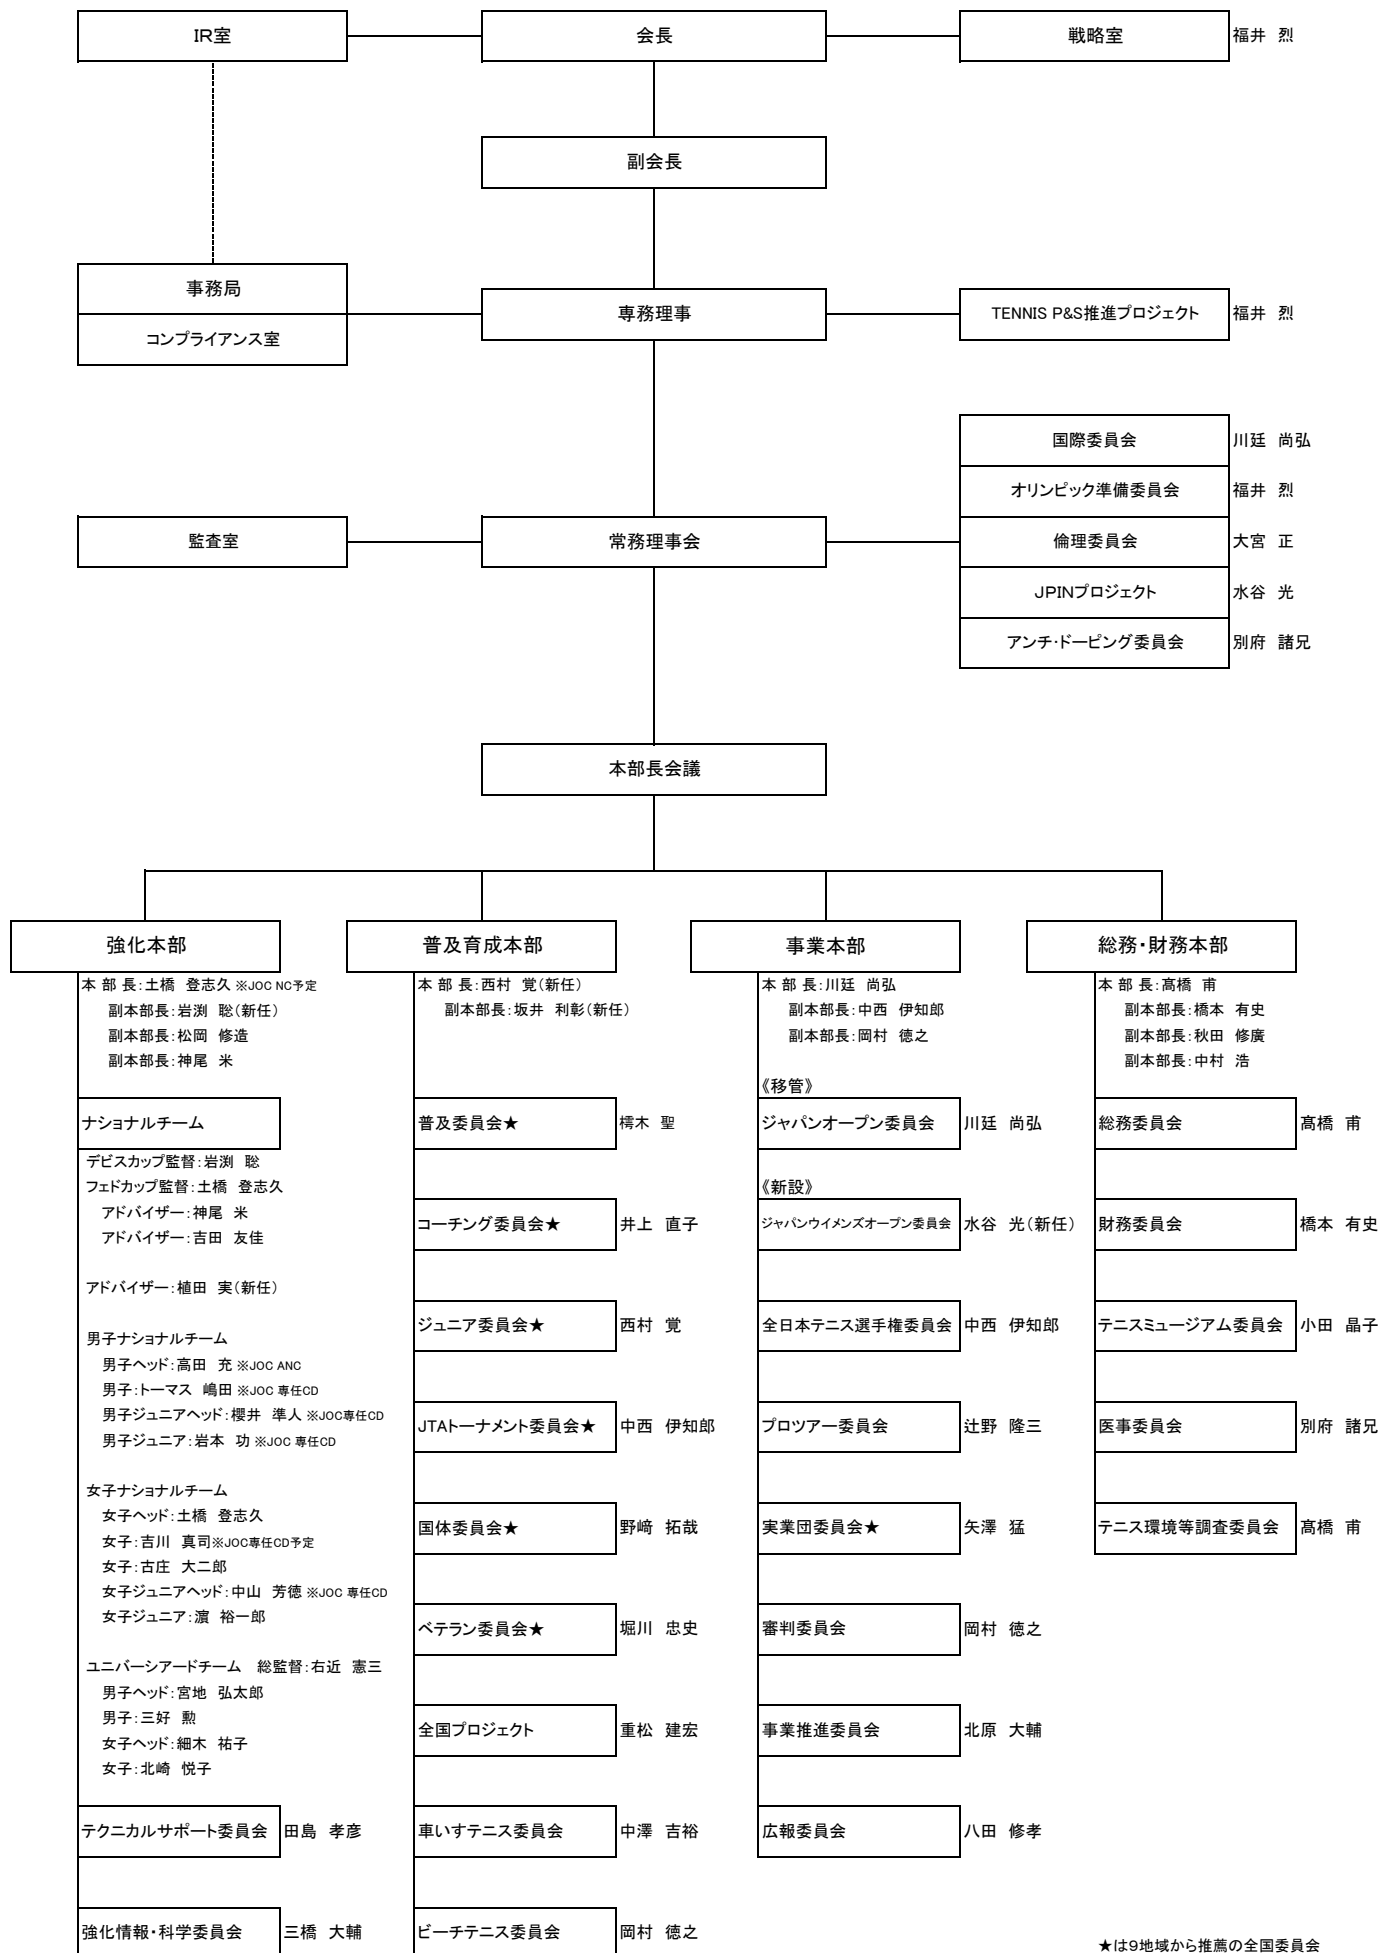 IR室
会長
戦略室 福井 烈
副会長
事務局
コンプライアンス室
専務理事
TENNIS P&S推進プロジェクト 福井 烈
国際委員会 川廷 尚弘
オリンピック準備委員会 福井 烈
監査室
常務理事会
倫理委員会 大宮 正
JPINプロジェクト 水谷 光
アンチ・ドーピング委員会 別府 諸兄
本部長会議
強化本部
本 部 長：土橋 登志久 ※JOC NC予定
副本部長：岩渕 聡（新任）
副本部長：松岡 修造
副本部長：神尾 米
ナショナルチーム
デビスカップ監督：岩渕 聡
フェドカップ監督：土橋 登志久
アドバイザー：神尾 米
アドバイザー：吉田 友佳
アドバイザー：植田 実（新任）
男子ナショナルチーム
男子ヘッド：高田 充 ※JOC ANC
男子：トーマス 嶋田 ※JOC 専任CD
男子ジュニアヘッド：櫻井 準人 ※JOC専任CD
男子ジュニア：岩本 功 ※JOC 専任CD
女子ナショナルチーム
女子ヘッド：土橋 登志久
女子：吉川 真司※JOC専任CD予定
女子：古庄 大二郎
女子ジュニアヘッド：中山 芳徳 ※JOC 専任CD
女子ジュニア：濵 裕一郎
ユニバーシアードチーム 総監督：右近 憲三
男子ヘッド：宮地 弘太郎
男子：三好 勲
女子ヘッド：細木 祐子
女子：北崎 悦子
テクニカルサポート委員会 田島 孝彦
強化情報・科学委員会 三橋 大輔
普及育成本部
本 部 長：西村 覚（新任）
副本部長：坂井 利彰（新任）
普及委員会★ 樗木 聖
コーチング委員会★ 井上 直子
ジュニア委員会★ 西村 覚
JTAトーナメント委員会★ 中西 伊知郎
国体委員会★ 野﨑 拓哉
ベテラン委員会★ 堀川 忠史
全国プロジェクト 重松 建宏
車いすテニス委員会 中澤 吉裕
ビーチテニス委員会 岡村 徳之
事業本部
本 部 長：川廷 尚弘
副本部長：中西 伊知郎
副本部長：岡村 徳之
《移管》
ジャパンオープン委員会 川廷 尚弘
《新設》
ジャパンウイメンズオープン委員会 水谷 光（新任）
全日本テニス選手権委員会 中西 伊知郎
プロツアー委員会 辻野 隆三
実業団委員会★ 矢澤 猛
審判委員会 岡村 徳之
事業推進委員会 北原 大輔
広報委員会 八田 修孝
総務・財務本部
本 部 長：髙橋 甫
副本部長：橋本 有史
副本部長：秋田 修廣
副本部長：中村 浩
総務委員会 髙橋 甫
財務委員会 橋本 有史
テニスミュージアム委員会 小田 晶子
医事委員会 別府 諸兄
テニス環境等調査委員会 髙橋 甫
★は9地域から推薦の全国委員会